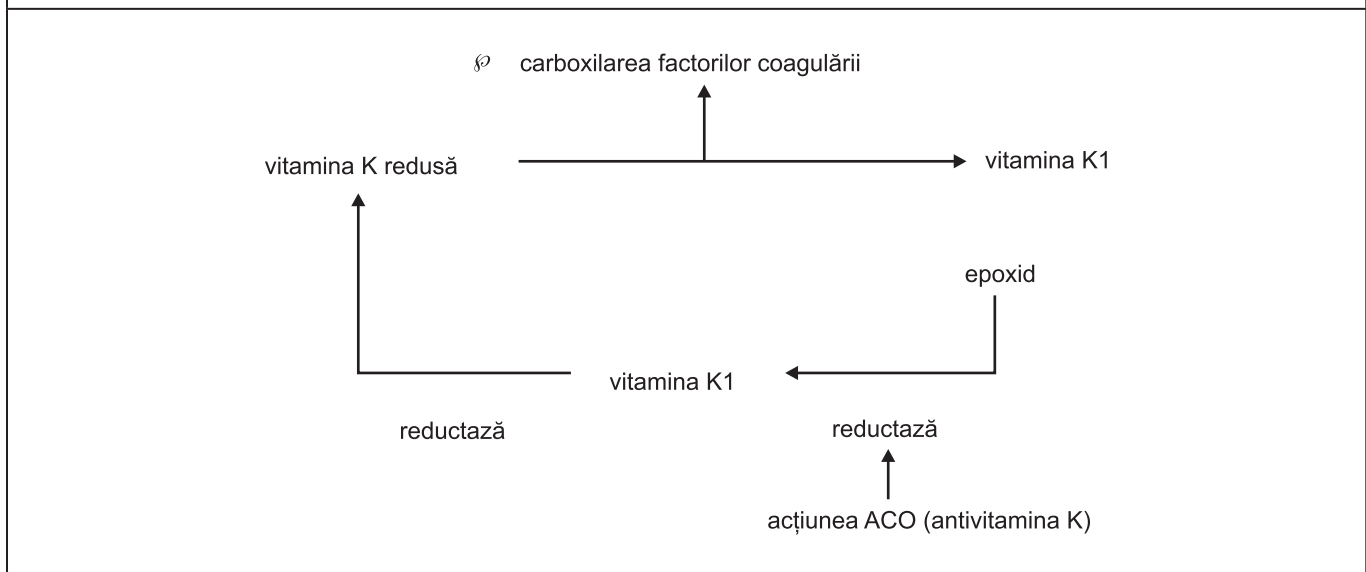 ℘ carboxilarea factorilor coagulării
vitamina K redusă
vitamina K1
epoxid
vitamina K1
reductază
reductază
acțiunea ACO (antivitamina K)